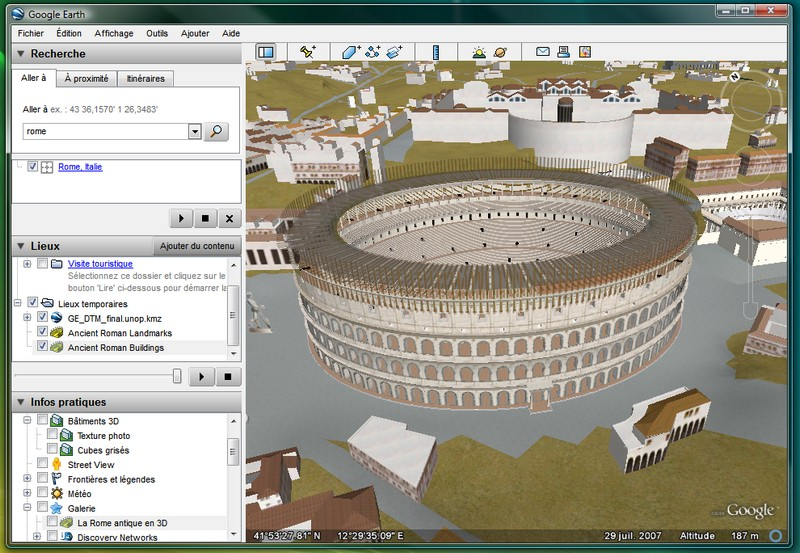 Google Earth
Fichier Édition Affichage Outils Ajouter Aide
Recherche
Aller à À proximité Itinéraires
Aller à ex. : 43 36,1570' 1 26,3483'
rome
Rome, Italie
Lieux Ajouter du contenu
Visite touristique
Sélectionnez ce dossier et cliquez sur le
bouton 'Lire' ci-dessous pour démarrer la
Lieux temporaires
GE_DTM_final.unop.kmz
Ancient Roman Landmarks
Ancient Roman Buildings
Infos pratiques
Bâtiments 3D
Texture photo
Cubes grisés
Street View
Frontières et légendes
Météo
Galerie
La Rome antique en 3D
Discovery Networks
N
Google
41°53'27.81" N 12°29'35.09" E 29 juil. 2007 Altitude 187 m